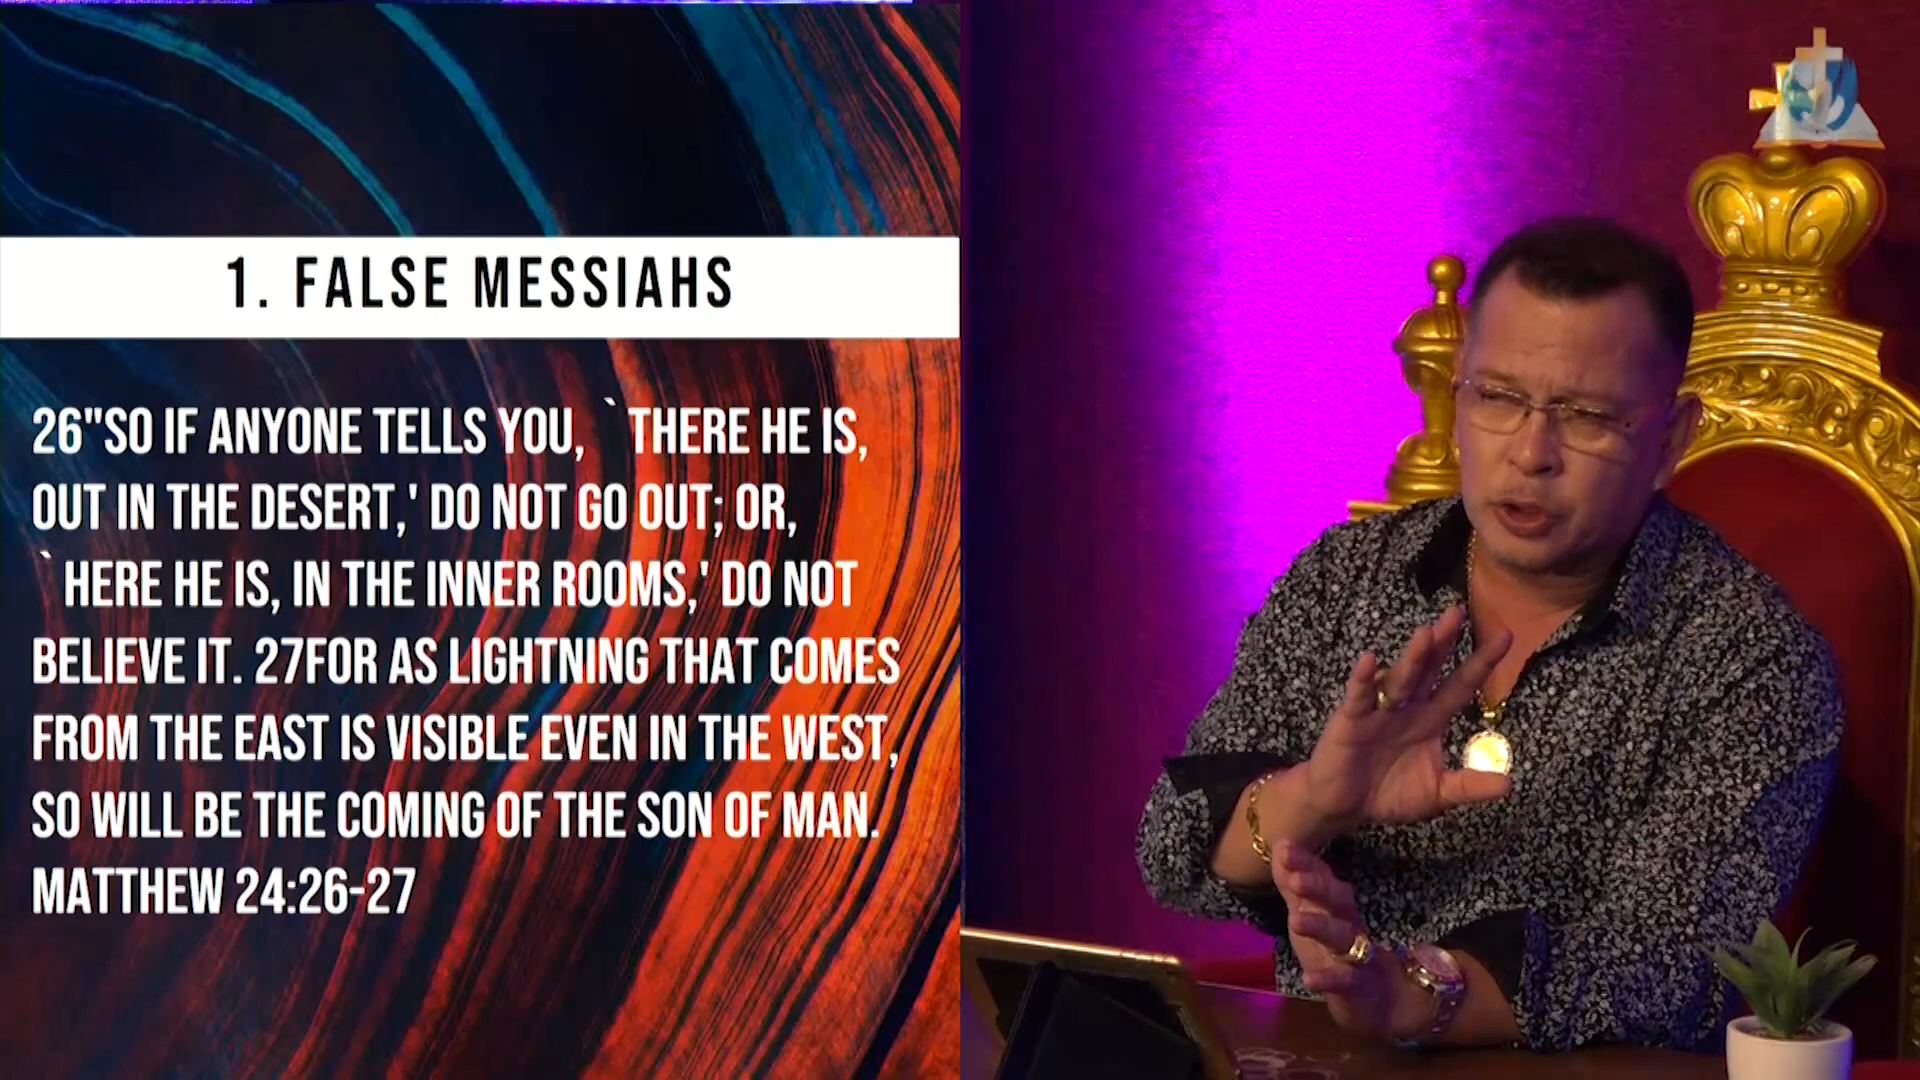 1. FALSE MESSIAHS
26"SO IF ANYONE TELLS YOU, `THERE HE IS,
OUT IN THE DESERT,' DO NOT GO OUT; OR,
`HERE HE IS, IN THE INNER ROOMS,' DO NOT
BELIEVE IT. 27FOR AS LIGHTNING THAT COMES
FROM THE EAST IS VISIBLE EVEN IN THE WEST,
SO WILL BE THE COMING OF THE SON OF MAN.
MATTHEW 24:26-27